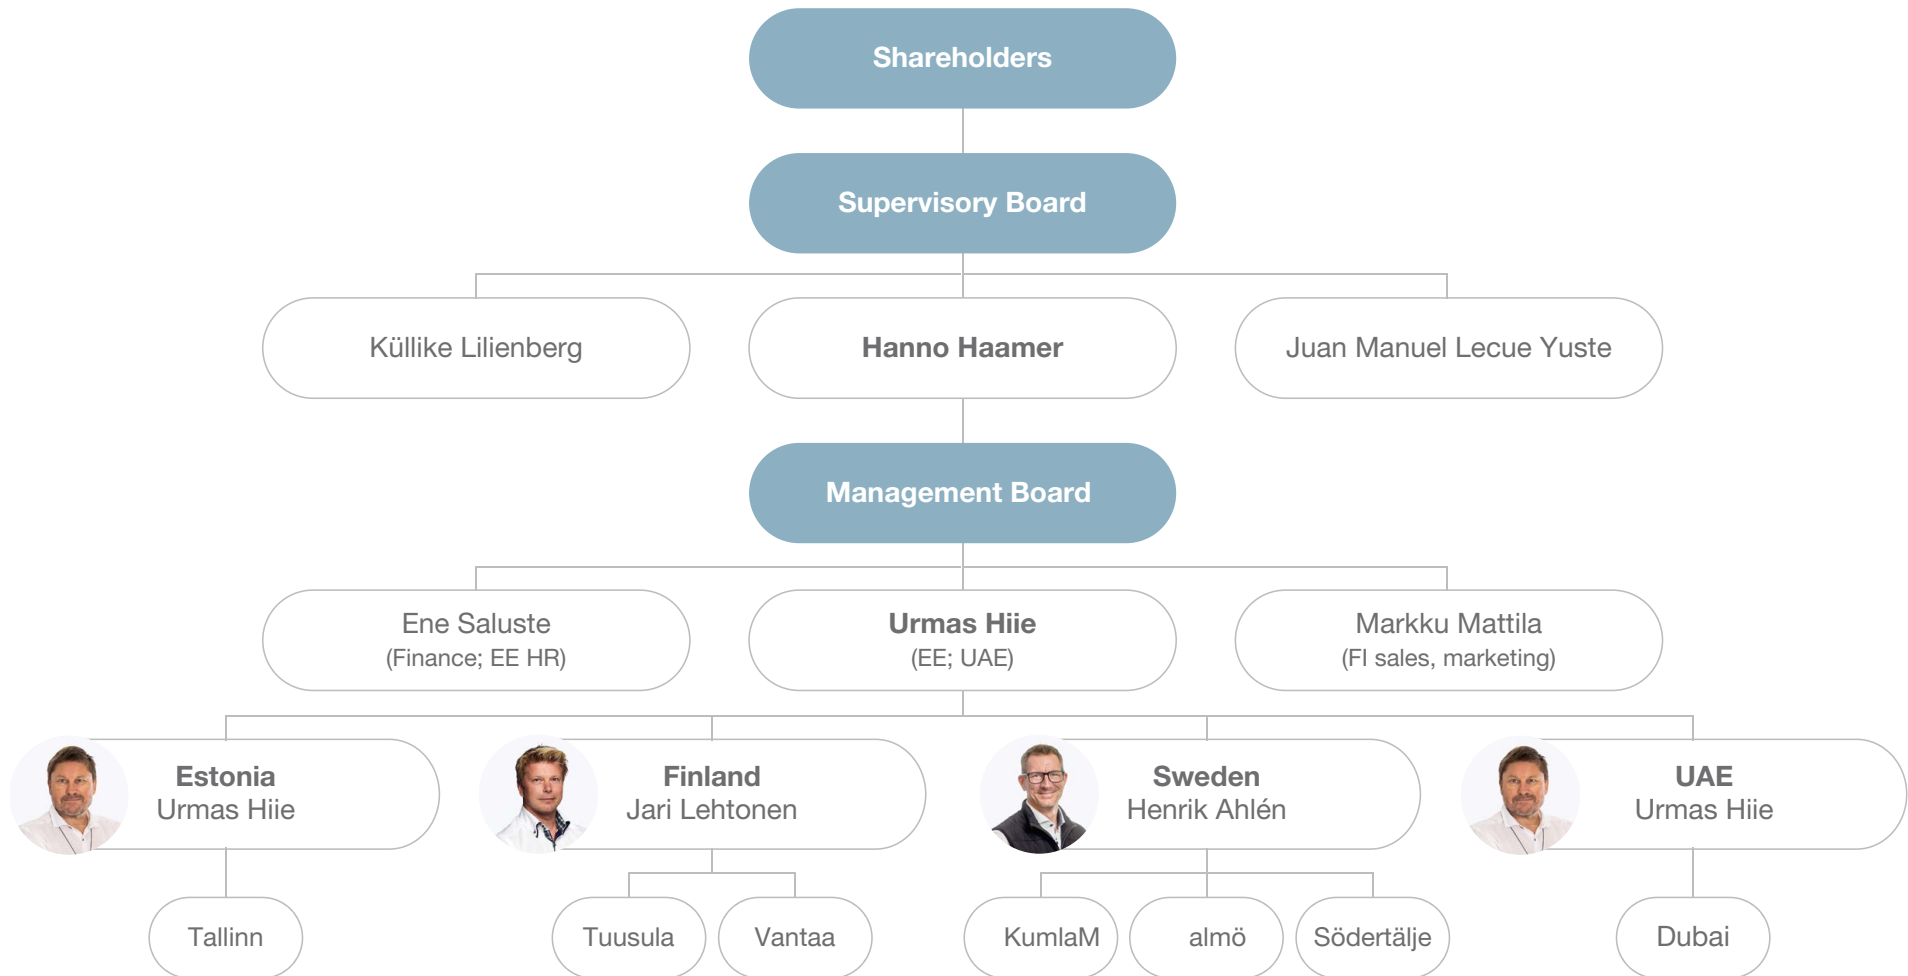 Shareholders
Supervisory Board
Küllike Lilienberg
Hanno Haamer
Juan Manuel Lecue Yuste
Management Board
Ene Saluste
(Finance; EE HR)
Urmas Hiie
(EE; UAE)
Markku Mattila
(FI sales, marketing)
Estonia
Urmas Hiie
Finland
Jari Lehtonen
Sweden
Henrik Ahlén
UAE
Urmas Hiie
Tallinn
Tuusula
Vantaa
KumlaM
almö
Södertälje
Dubai